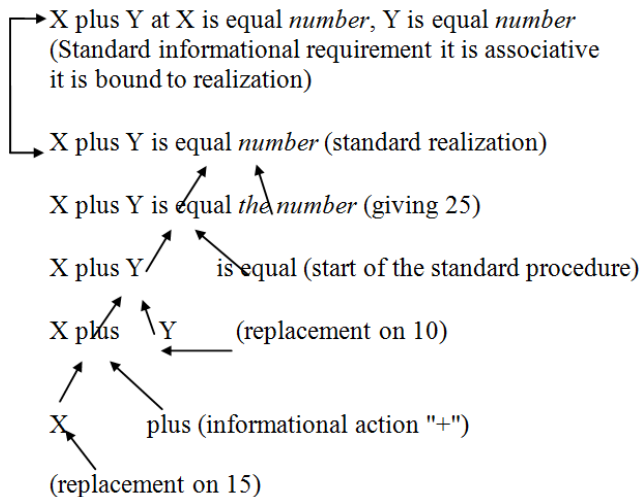 X plus Y at X is equal number, Y is equal number
(Standard informational requirement it is associative
it is bound to realization)
X plus Y is equal number (standard realization)
X plus Y is equal the number (giving 25)
X plus Y is equal (start of the standard procedure)
X plus Y (replacement on 10)
X plus (informational action "+")
(replacement on 15)